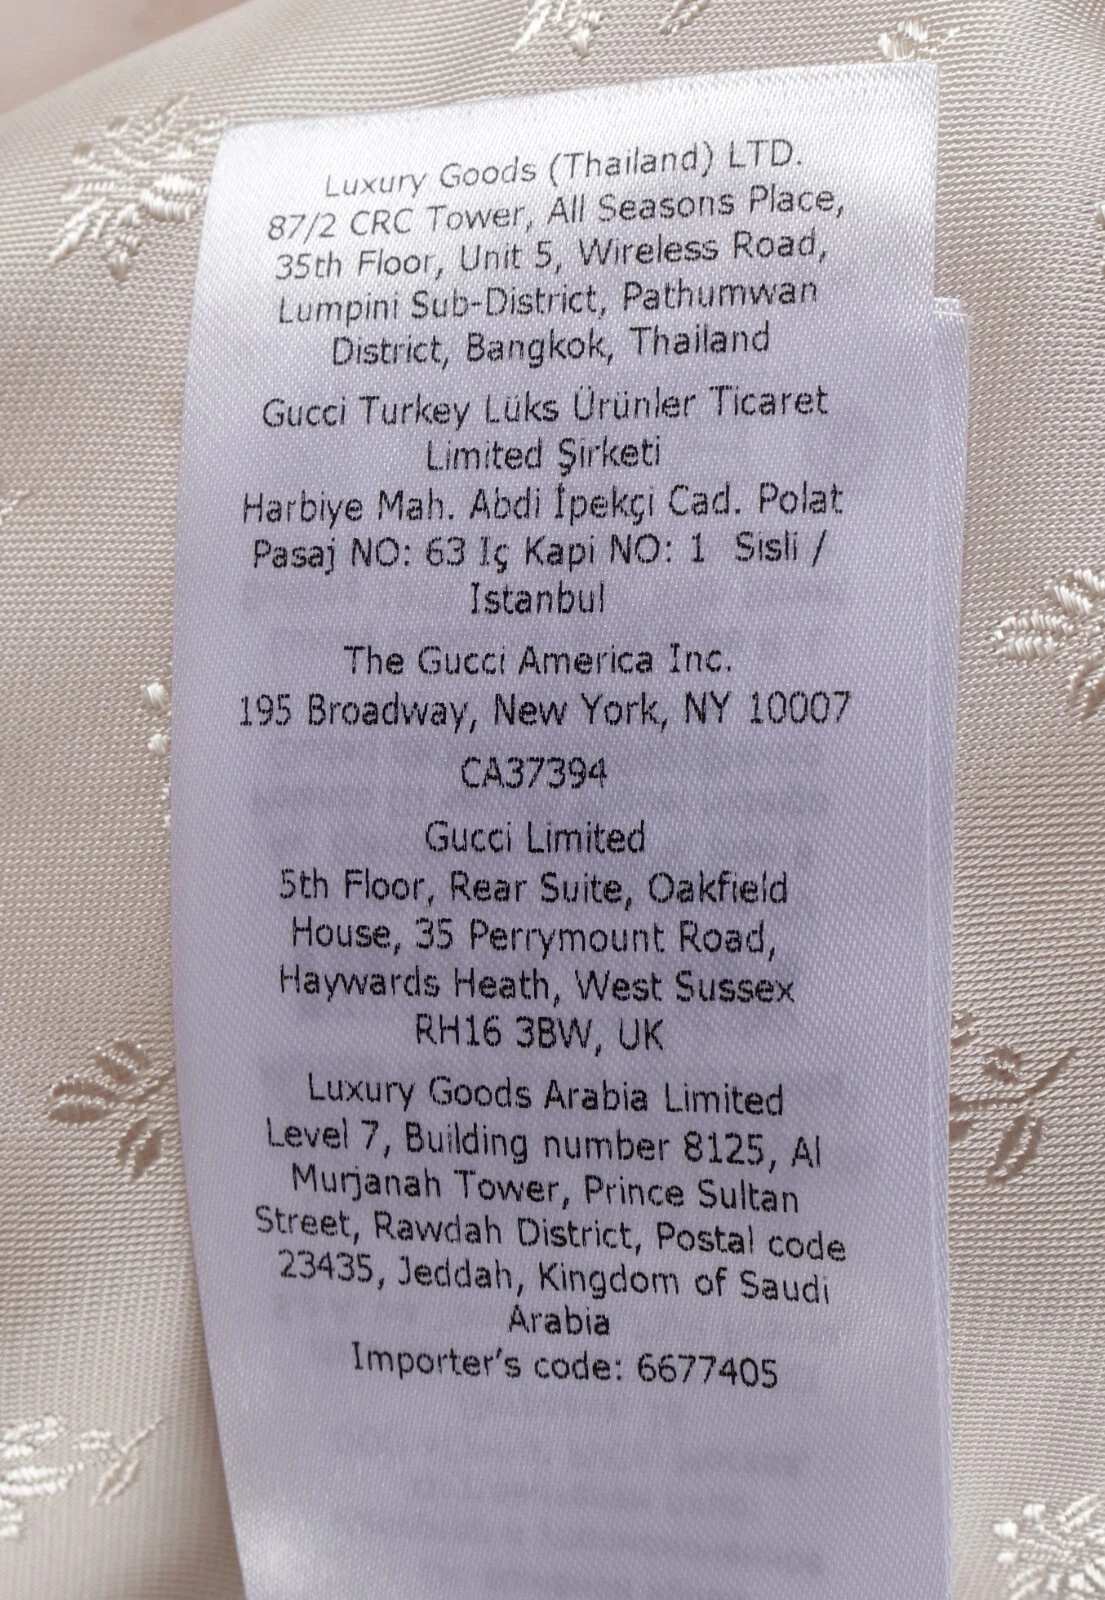 Luxury Goods (Thailand) LTD.
87/2 CRC Tower, All Seasons Place,
35th Floor, Unit 5, Wireless Road,
Lumpini Sub-District, Pathumwan
District, Bangkok, Thailand
Gucci Turkey Lüks Ürünler Ticaret
Limited Şirketi
Harbiye Mah. Abdi İpekçi Cad. Polat
Pasaj NO: 63 Iç Kapi NO: 1 Sisli /
Istanbul
The Gucci America Inc.
195 Broadway, New York, NY 10007
CA37394
Gucci Limited
5th Floor, Rear Suite, Oakfield
House, 35 Perrymount Road,
Haywards Heath, West Sussex
RH16 3BW, UK
Luxury Goods Arabia Limited
Level 7, Building number 8125, Al
Murjanah Tower, Prince Sultan
Street, Rawdah District, Postal code
23435, Jeddah, Kingdom of Saudi
Arabia
Importer's code: 6677405